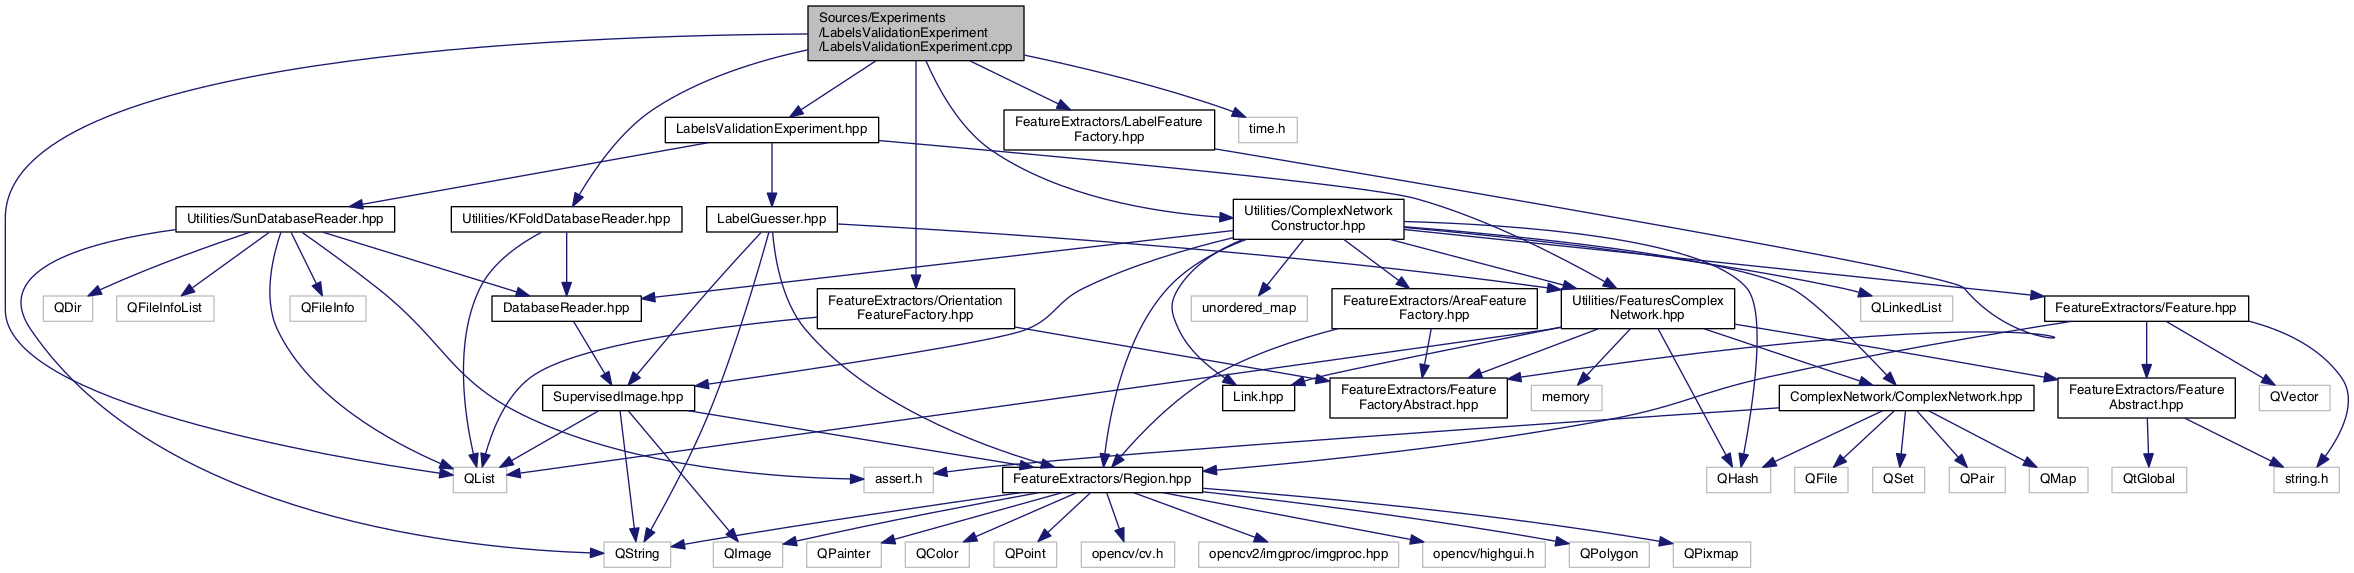 Sources/Experiments
/LabelsValidationExperiment
/LabelsValidationExperiment.cpp
LabelsValidationExperiment.hpp
FeatureExtractors/LabelFeature
Factory.hpp
time.h
Utilities/SunDatabaseReader.hpp
Utilities/KFoldDatabaseReader.hpp
LabelGuesser.hpp
Utilities/ComplexNetwork
Constructor.hpp
QDir
QFileInfoList
QFileInfo
DatabaseReader.hpp
FeatureExtractors/Orientation
FeatureFactory.hpp
unordered_map
FeatureExtractors/AreaFeature
Factory.hpp
Utilities/FeaturesComplex
Network.hpp
QLinkedList
FeatureExtractors/Feature.hpp
SupervisedImage.hpp
Link.hpp
FeatureExtractors/Feature
FactoryAbstract.hpp
memory
ComplexNetwork/ComplexNetwork.hpp
FeatureExtractors/Feature
Abstract.hpp
QVector
QList
assert.h
FeatureExtractors/Region.hpp
QHash
QFile
QSet
QPair
QMap
QtGlobal
string.h
QString
QImage
QPainter
QColor
QPoint
opencv/cv.h
opencv2/imgproc/imgproc.hpp
opencv/highgui.h
QPolygon
QPixmap